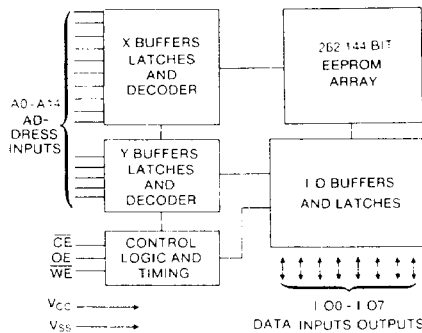 X BUFFERS
LATCHES
AND
DECODER
262 144 BIT
EEPROM
ARRAY
A0-A14
AD-
DRESS
INPUTS
Y BUFFERS
LATCHES
AND
DECODER
I O BUFFERS
AND LATCHES
CE
OE
WE
CONTROL
LOGIC AND
TIMING
VCC
VSS
I O0 - I O7
DATA INPUTS OUTPUTS